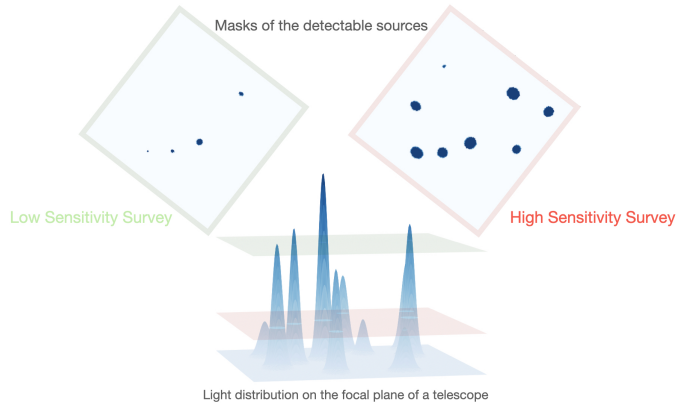 Masks of the detectable sources
Low Sensitivity Survey
High Sensitivity Survey
Light distribution on the focal plane of a telescope